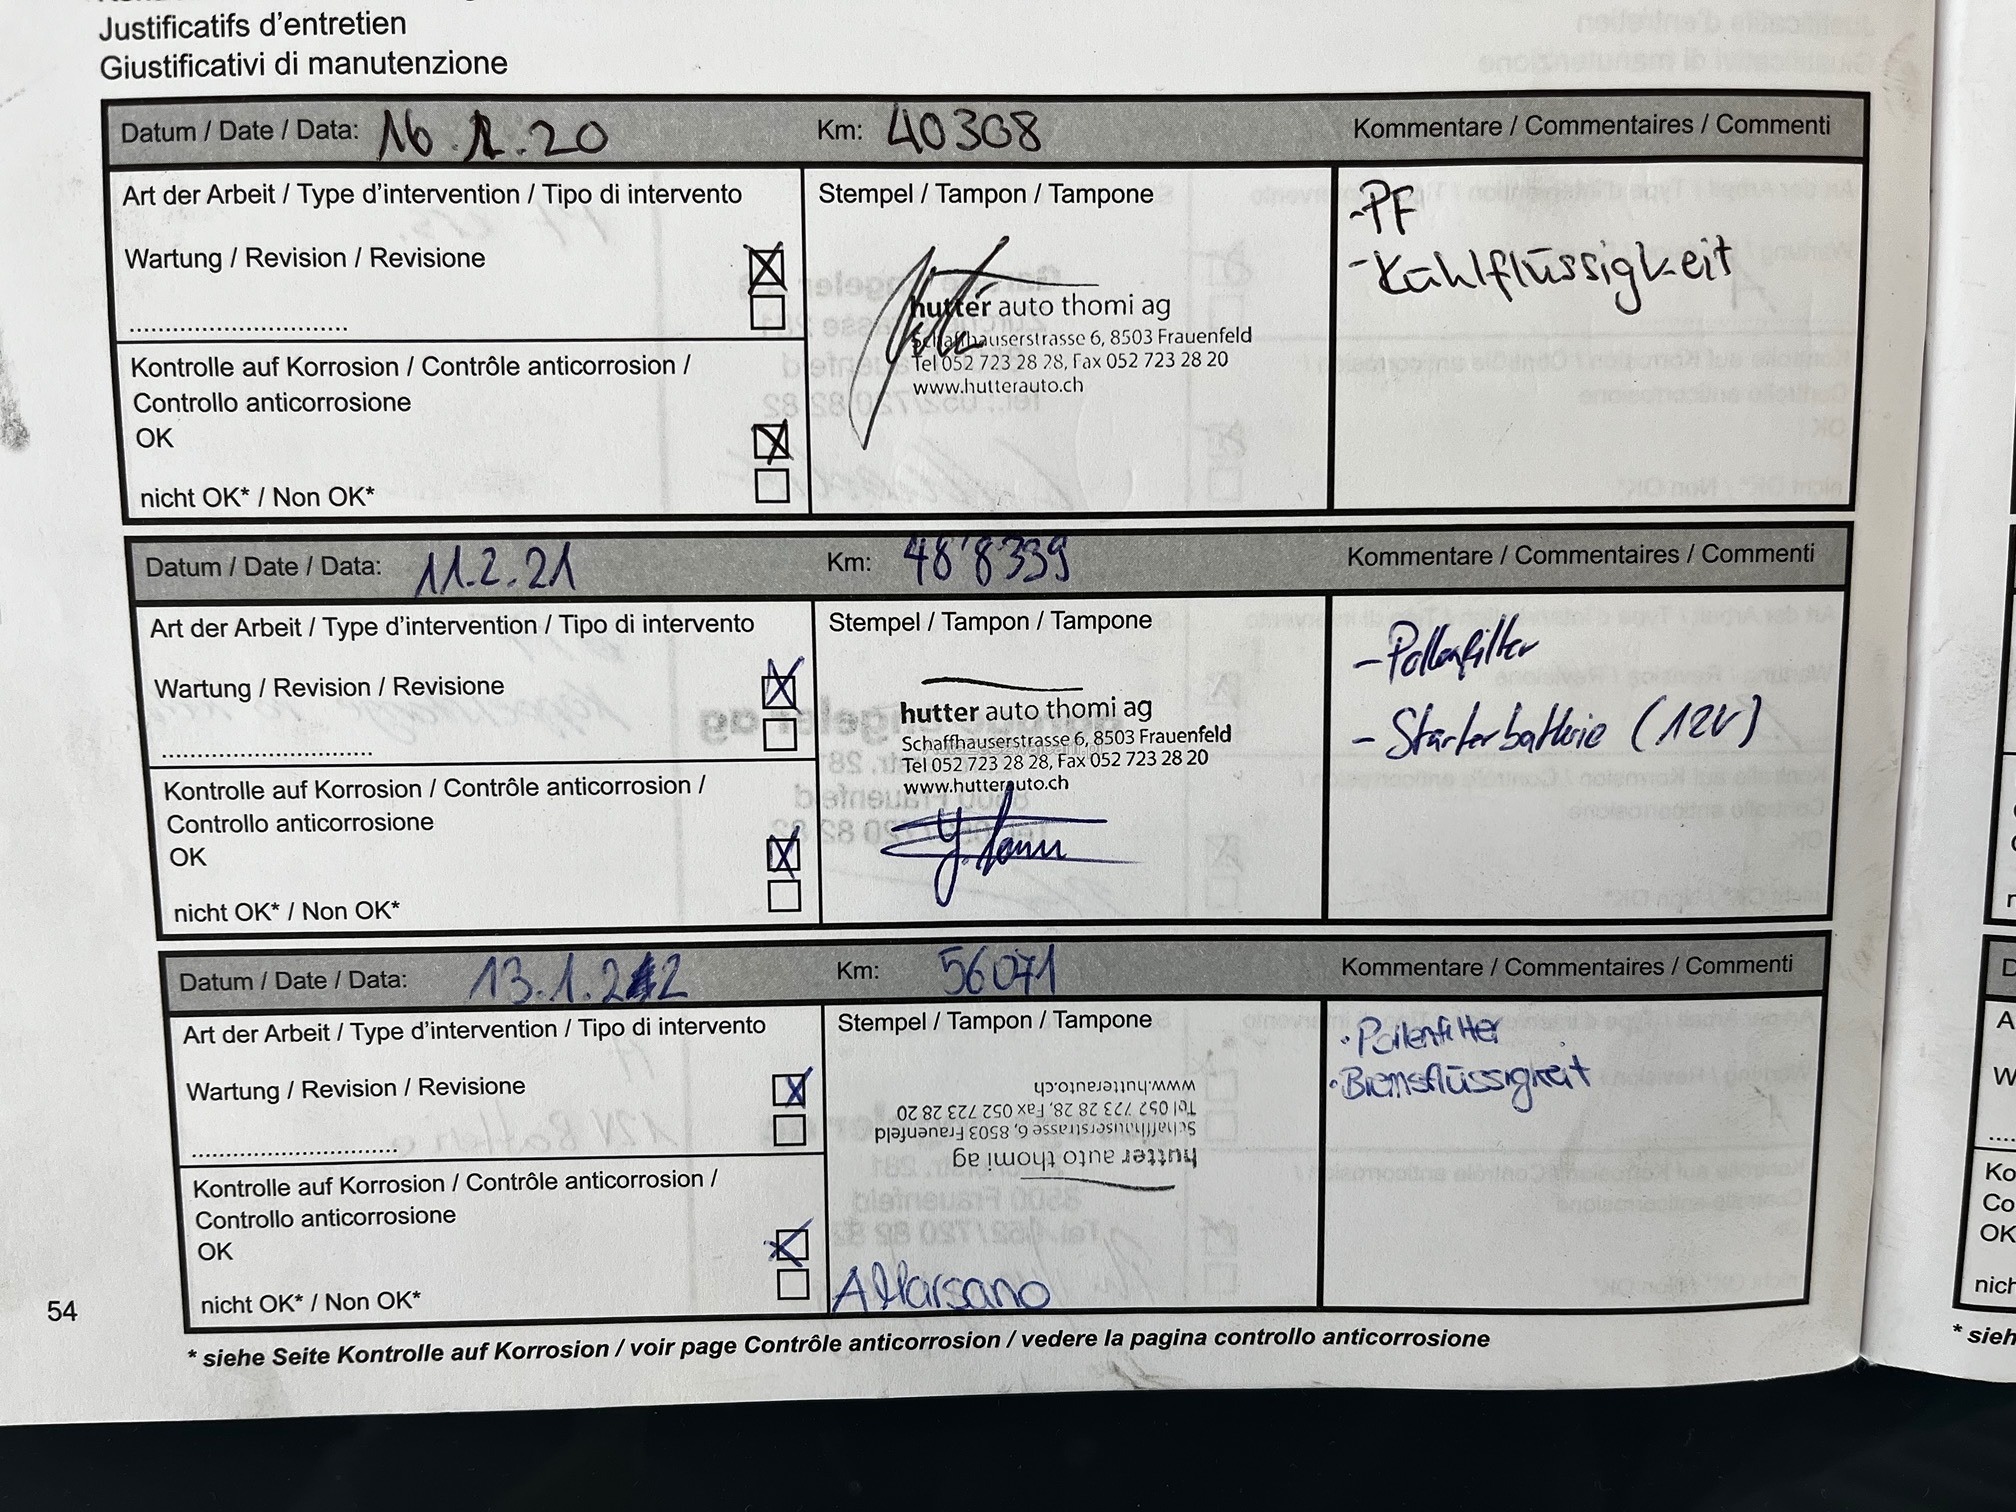 Justificatifs d'entretien
Giustificativi di manutenzione
Datum / Date / Data: 16.1.20 Km: 40308 Kommentare / Commentaires / Commenti
Art der Arbeit / Type d'intervention / Tipo di intervento
Stempel / Tampon / Tampone
-PF
-Kühlflüssigkeit
Wartung / Revision / Revisione
hutter auto thomi ag
Schaffhauserstrasse 6, 8503 Frauenfeld
Tel 052 723 28 28, Fax 052 723 28 20
www.hutterauto.ch
Kontrolle auf Korrosion / Contrôle anticorrosion /
Controllo anticorrosione
OK
nicht OK* / Non OK*
Datum / Date / Data: 11.2.21 Km: 48'8339 Kommentare / Commentaires / Commenti
Art der Arbeit / Type d'intervention / Tipo di intervento
Stempel / Tampon / Tampone
- Pollenfilter
- Starterbatterie (12V)
Wartung / Revision / Revisione
hutter auto thomi ag
Schaffhauserstrasse 6, 8503 Frauenfeld
Tel 052 723 28 28, Fax 052 723 28 20
www.hutterauto.ch
Kontrolle auf Korrosion / Contrôle anticorrosion /
Controllo anticorrosione
OK
nicht OK* / Non OK*
Datum / Date / Data: 13.1.22 Km: 56071 Kommentare / Commentaires / Commenti
Art der Arbeit / Type d'intervention / Tipo di intervento
Stempel / Tampon / Tampone
· Pollenfilter
· Bremsflüssigkeit
Wartung / Revision / Revisione
hutter auto thomi ag
Schaffhauserstrasse 6, 8503 Frauenfeld
Tel 052 723 28 28, Fax 052 723 28 20
www.hutterauto.ch
Kontrolle auf Korrosion / Contrôle anticorrosion /
Controllo anticorrosione
OK
nicht OK* / Non OK*
A Marsano
54
* siehe Seite Kontrolle auf Korrosion / voir page Contrôle anticorrosion / vedere la pagina controllo anticorrosione